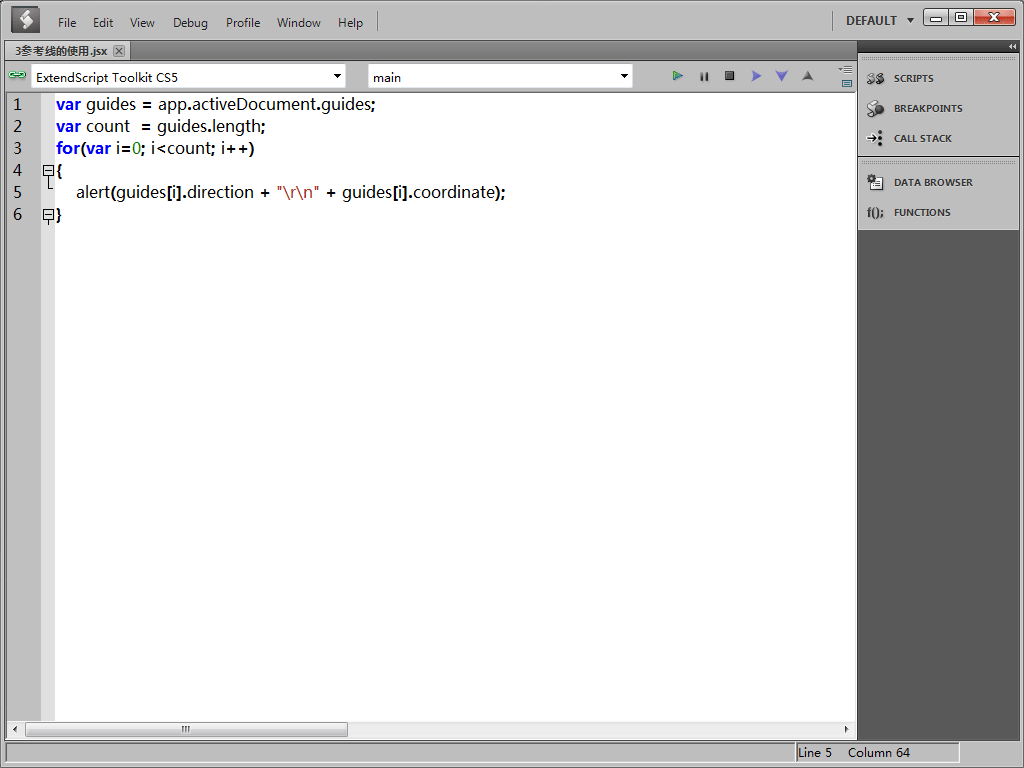 File Edit View Debug Profile Window Help DEFAULT
3参考线的使用.jsx
ExtendScript Toolkit CS5 main
1 var guides = app.activeDocument.guides;
2 var count  = guides.length;
3 for(var i=0; i<count; i++)
4 {
5     alert(guides[i].direction + "\r\n" + guides[i].coordinate);
6 }
SCRIPTS
BREAKPOINTS
CALL STACK
DATA BROWSER
f(); FUNCTIONS
Line 5 Column 64